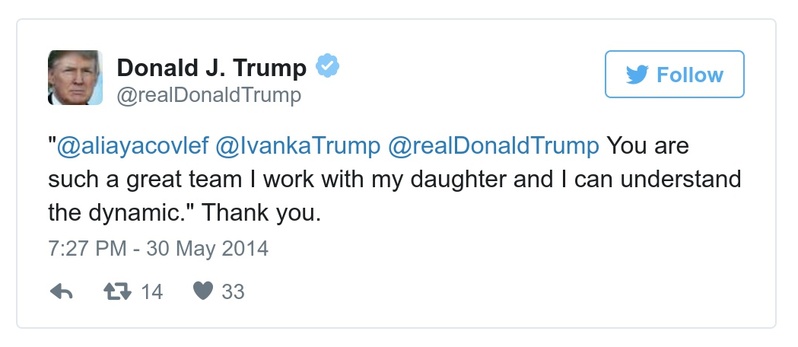 Donald J. Trump
@realDonaldTrump
Follow
"@aliayacovlef @IvankaTrump @realDonaldTrump You are
such a great team I work with my daughter and I can understand
the dynamic." Thank you.
7:27 PM - 30 May 2014
14 33